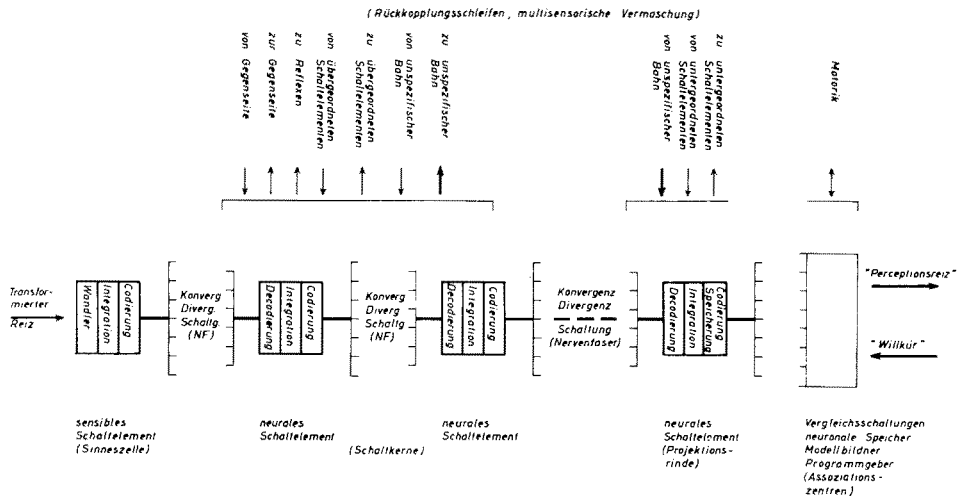 (Rückkopplungsschleifen, multisensorische Vermaschung)
von Gegenseite
zur Gegenseite
zu Reflexen
von übergeordneten
Schaltelementen
zu übergeordneten
Schaltelementen
von unspezifischer
Bahn
zu unspezifischer
Bahn
von unspezifischer
Bahn
von untergeordneten
Schaltelementen
zu untergeordneten
Schaltelementen
Motorik
Transfor-
mierter
Reiz
Wandler
Integration
Codierung
Konverg
Diverg.
Schaltg.
(NF)
Decodierung
Integration
Codierung
Konverg
Diverg
Schaltg
(NF)
Decodierung
Integration
Codierung
Konvergenz
Divergenz
Schaltung
(Nervenfaser)
Decodierung
Integration
Codierung
Speicherung
"Perceptionsreiz"
"Willkür"
sensibles
Schaltelement
(Sinneszelle)
neurales
Schaltelement
(Schaltkerne)
neurales
Schaltelement
neurales
Schaltelement
(Projektions-
rinde)
Vergleichsschaltungen
neuronale Speicher
Modellbildner
Programmgeber
(Assoziations-
zentren)